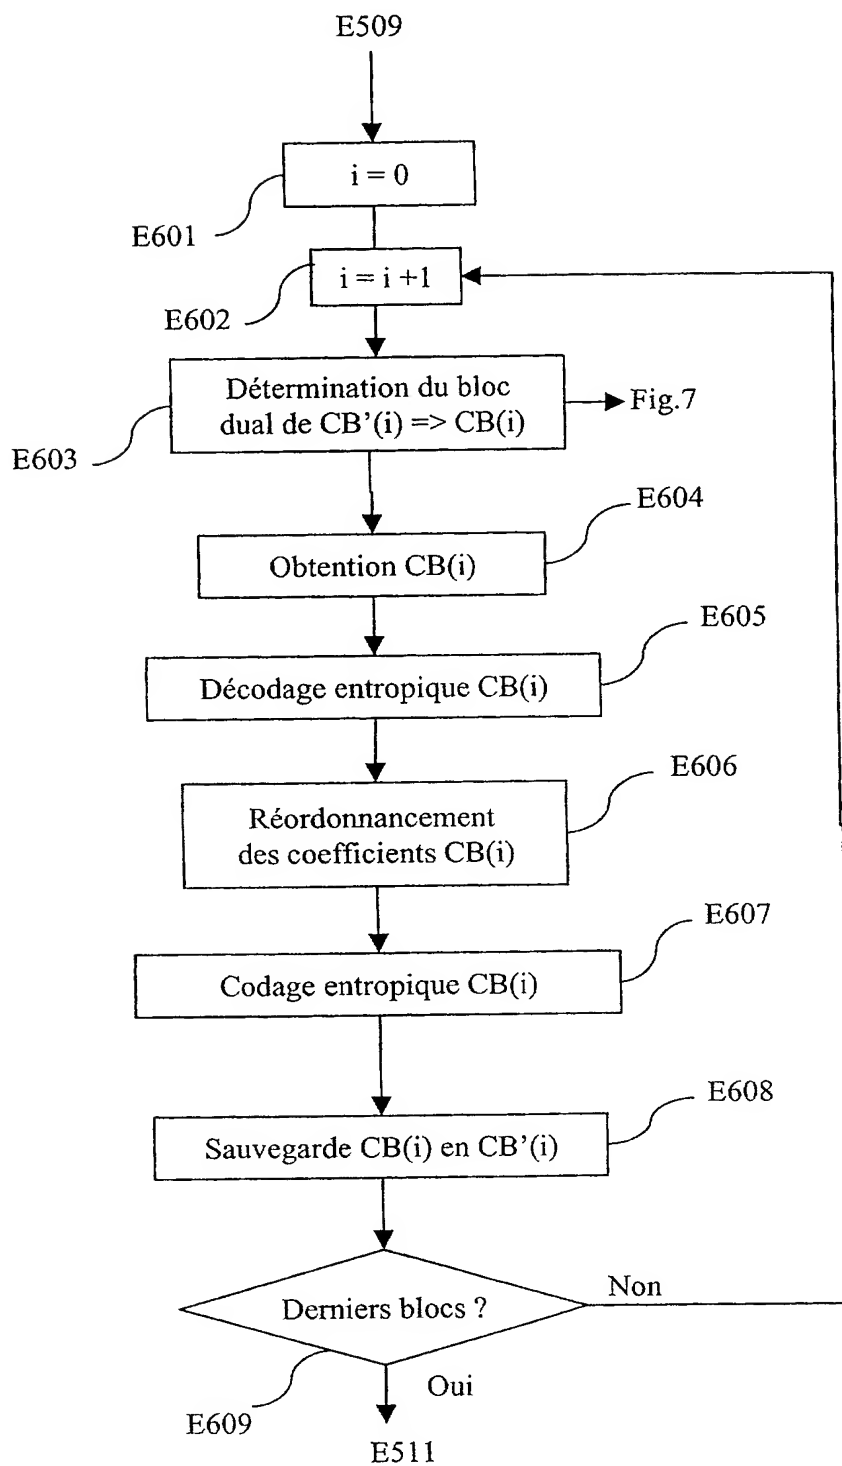 E509
i = 0
E601
i = i +1
E602
Détermination du bloc
dual de CB’(i) => CB(i)
Fig.7
E603
E604
Obtention CB(i)
E605
Décodage entropique CB(i)
E606
Réordonnancement
des coefficients CB(i)
E607
Codage entropique CB(i)
E608
Sauvegarde CB(i) en CB’(i)
Non
Derniers blocs ?
Oui
E609
E511